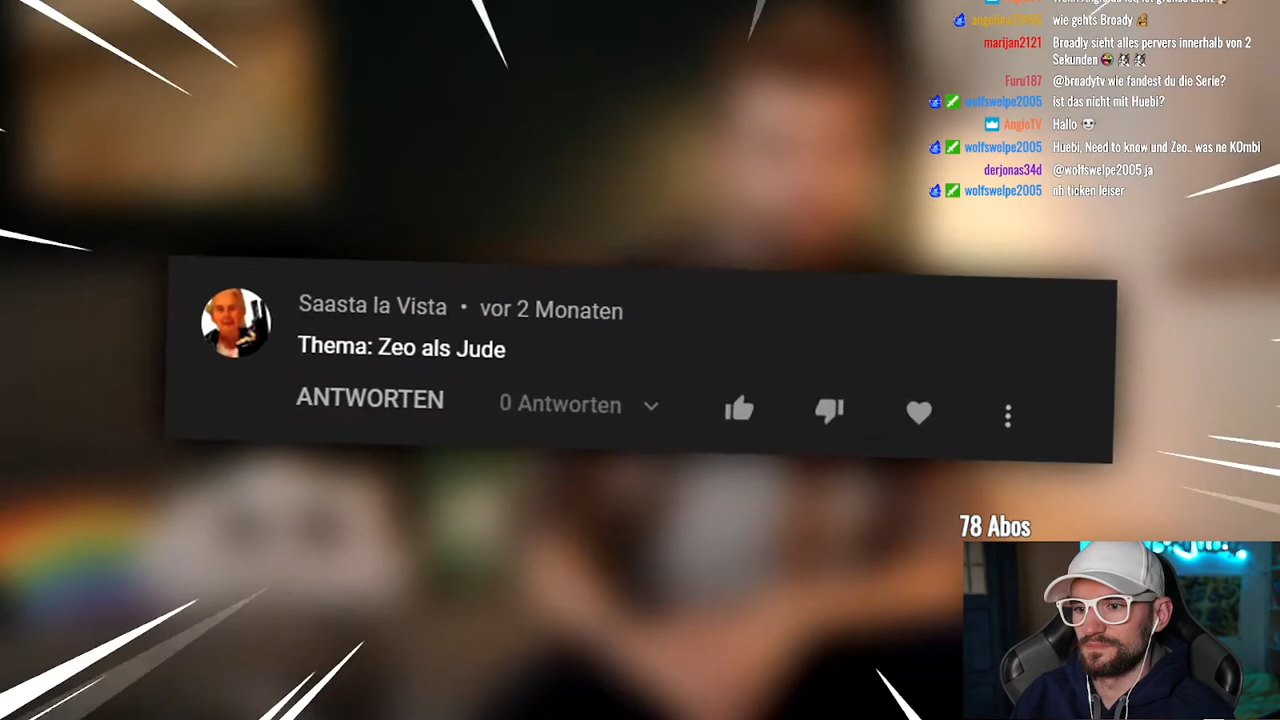 wie gehts Broady
marijan2121 Broadly sieht alles pervers innerhalb von 2
Sekunden
Furu187 @broadytv wie fandest du die Serie?
wolfswelpe2005 ist das nicht mit Huebi?
AngleTV Hallo
wolfswelpe2005 Huebi, Need to know und Zeo.. was ne KOmbi
derjonas34d @wolfswelpe2005 ja
wolfswelpe2005 nh ticken leiser
Saasta la Vista • vor 2 Monaten
Thema: Zeo als Jude
ANTWORTEN 0 Antworten
78 Abos